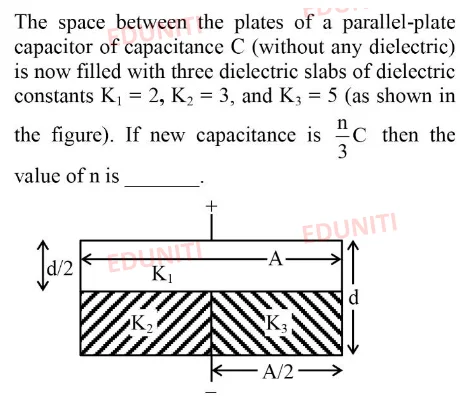 The space between the plates of a parallel-plate
capacitor of capacitance C (without any dielectric)
is now filled with three dielectric slabs of dielectric
constants K₁ = 2, K₂ = 3, and K₃ = 5 (as shown in
the figure). If new capacitance is n/3 C then the
value of n is ________.
+
EDUNITI
EDUNITI
EDUNITI
d/2
A
K₁
K₂
K₃
d
A/2
−